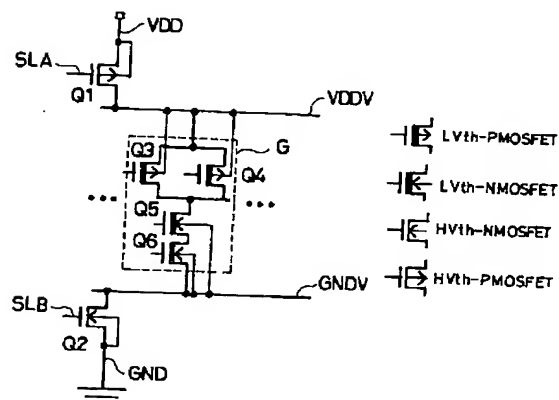 VDD
SLA
Q1
VDDV
G
Q3
Q4
Q5
Q6
GNDV
SLB
Q2
GND
LVth-PMOSFET
LVth-NMOSFET
HVth-NMOSFET
HVth-PMOSFET